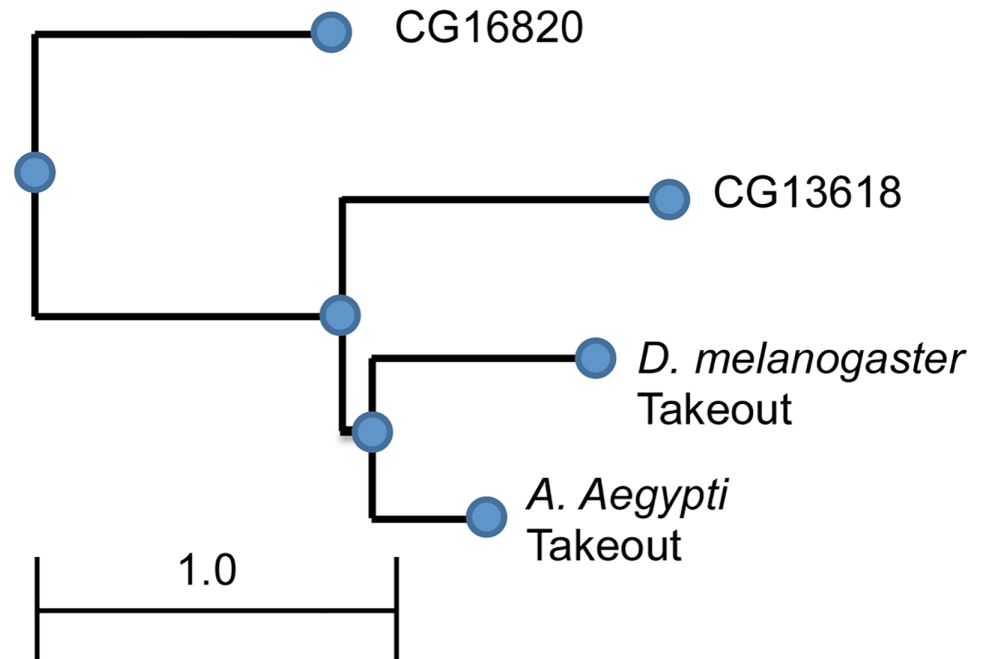 CG16820
CG13618
D. melanogaster
Takeout
A. Aegypti
Takeout
1.0